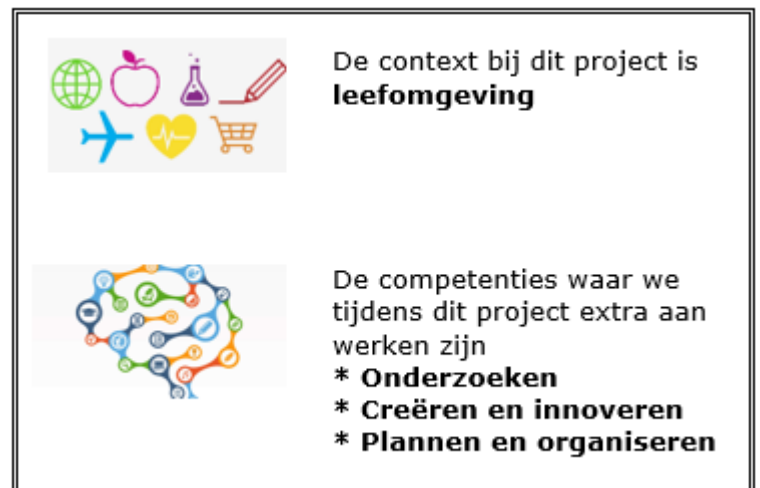 De context bij dit project is
leefomgeving
De competenties waar we
tijdens dit project extra aan
werken zijn
* Onderzoeken
* Creëren en innoveren
* Plannen en organiseren